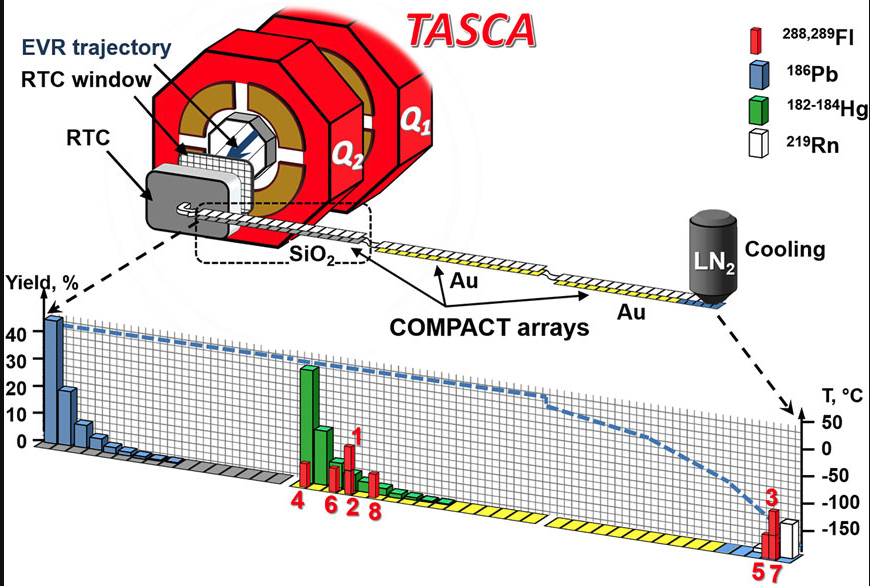 TASCA
EVR trajectory
RTC window
RTC
Q₂
Q₁
²⁸⁸,²⁸⁹Fl
¹⁸⁶Pb
¹⁸²⁻¹⁸⁴Hg
²¹⁹Rn
SiO₂
Au
Au
COMPACT arrays
LN₂
Cooling
Yield, %
40
30
20
10
0
T, °C
50
0
-50
-100
-150
1
4
6
2
8
3
5
7